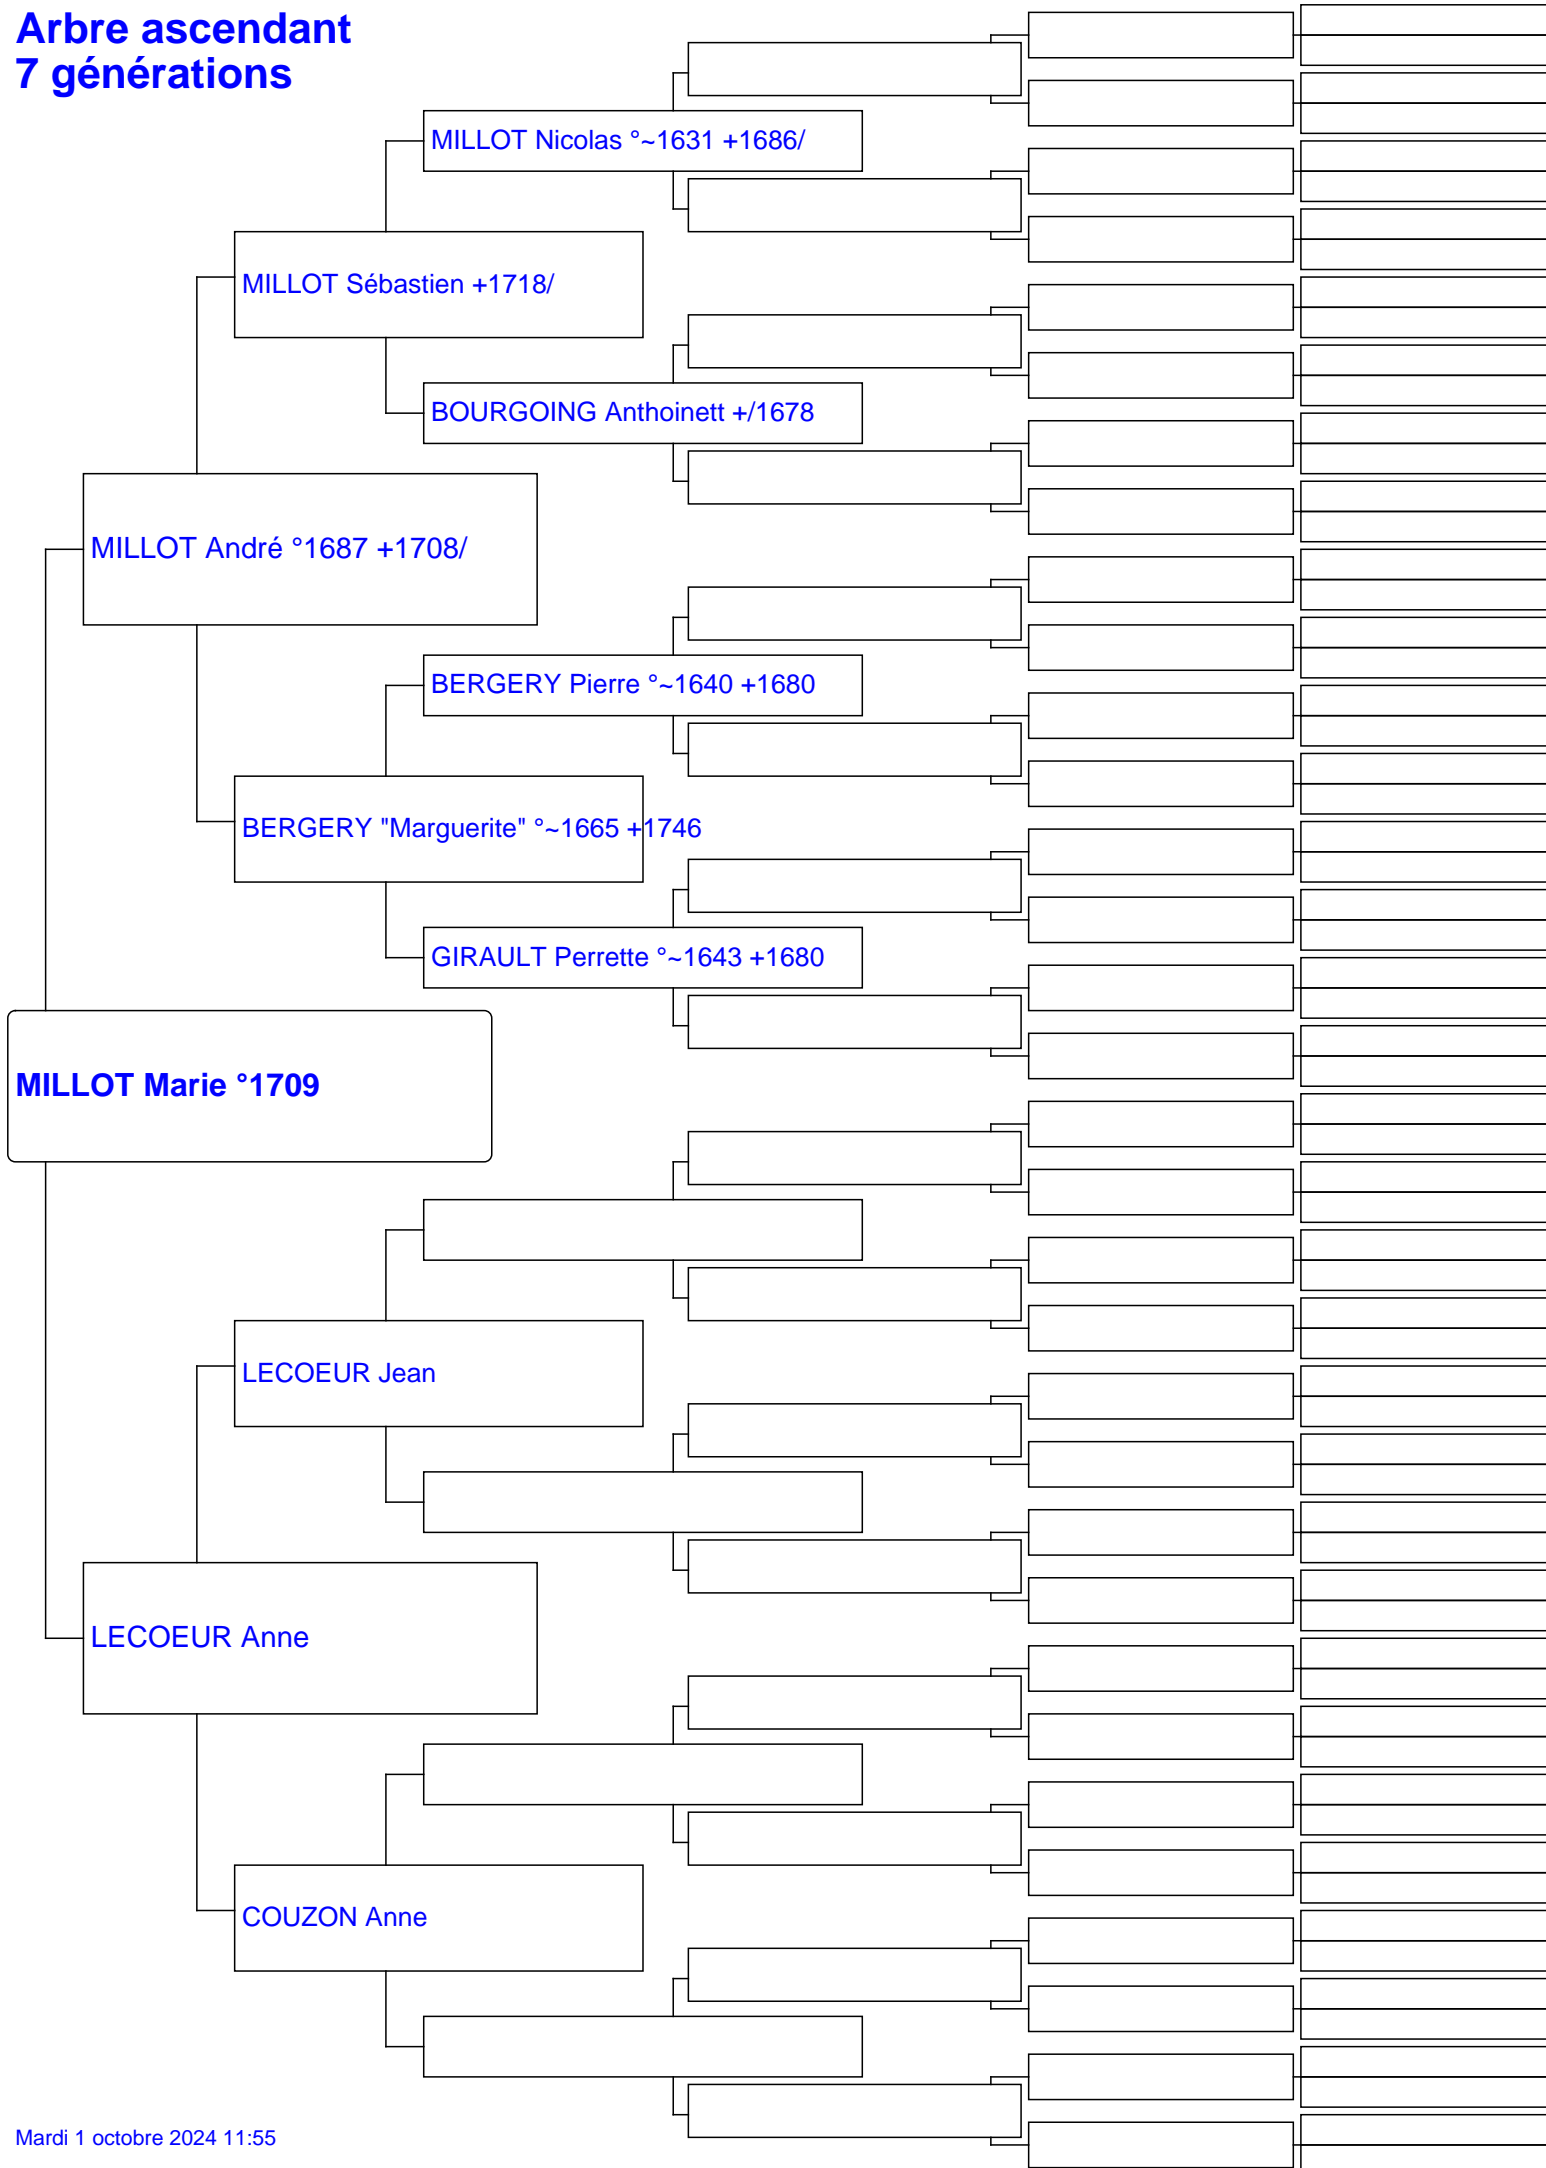 Arbre ascendant
7 générations
MILLOT Nicolas °~1631 +1686/
MILLOT Sébastien +1718/
BOURGOING Anthoinett +/1678
MILLOT André °1687 +1708/
BERGERY Pierre °~1640 +1680
BERGERY "Marguerite" °~1665 +1746
GIRAULT Perrette °~1643 +1680
MILLOT Marie °1709
LECOEUR Jean
LECOEUR Anne
COUZON Anne
Mardi 1 octobre 2024 11:55